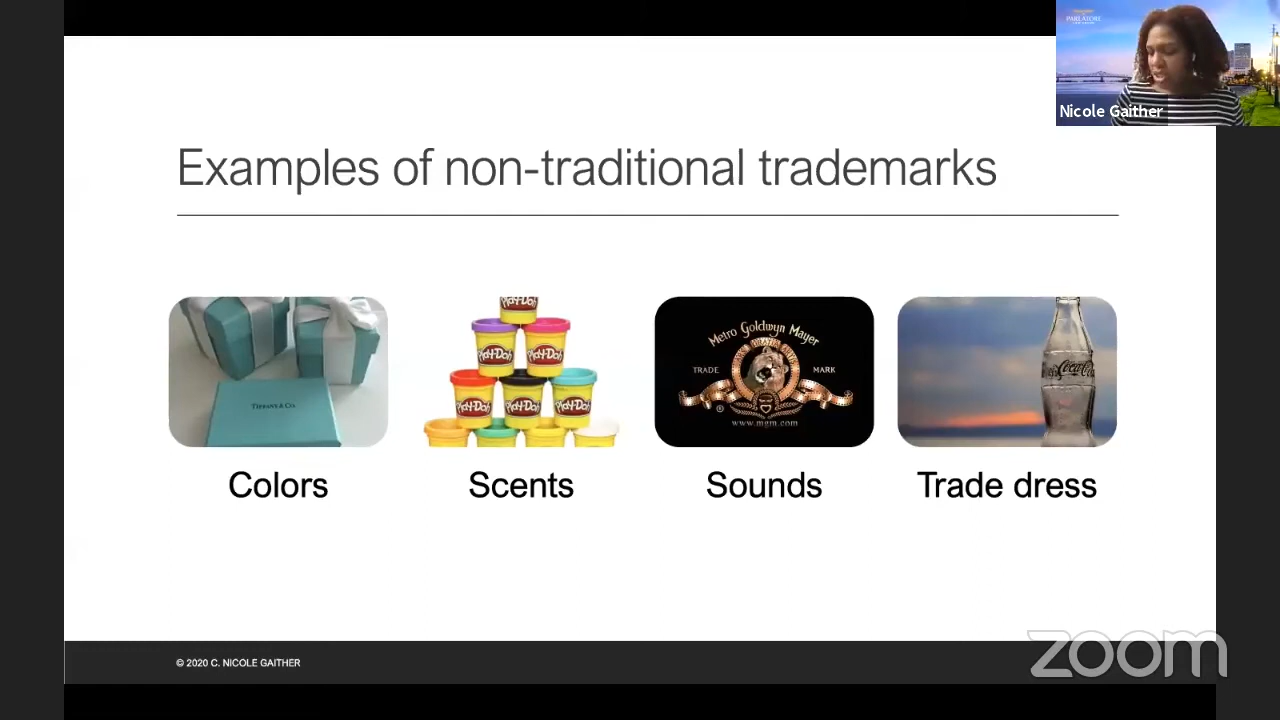 PARLATORE
Nicole Gaither
Examples of non-traditional trademarks
TIFFANY & CO.
Play-Doh
Play-Doh
Play-Doh
Play-Doh
Play-Doh
Play-Doh
Metro Goldwyn Mayer
TRADE
MARK
®
www.mgm.com
Coca-Cola
Colors
Scents
Sounds
Trade dress
© 2020 C. NICOLE GAITHER
zoom